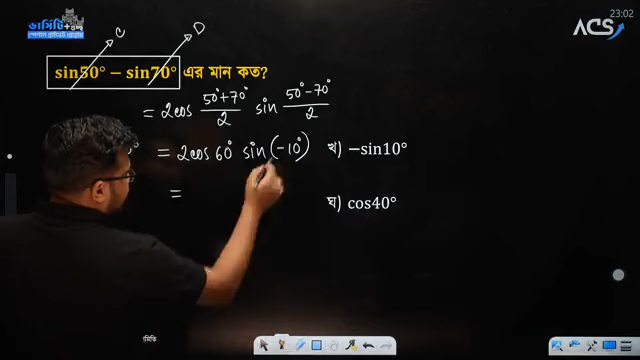 ভার্সিটি
স্পেশাল প্রাইভেট প্রোগ্রাম
23:02
ACS
C D
sin50° − sin70° এর মান কত?
= 2cos (50°+70°)/2 sin (50°−70°)/2
= 2cos 60° sin(−10°)
খ) −sin10°
=
ঘ) cos40°